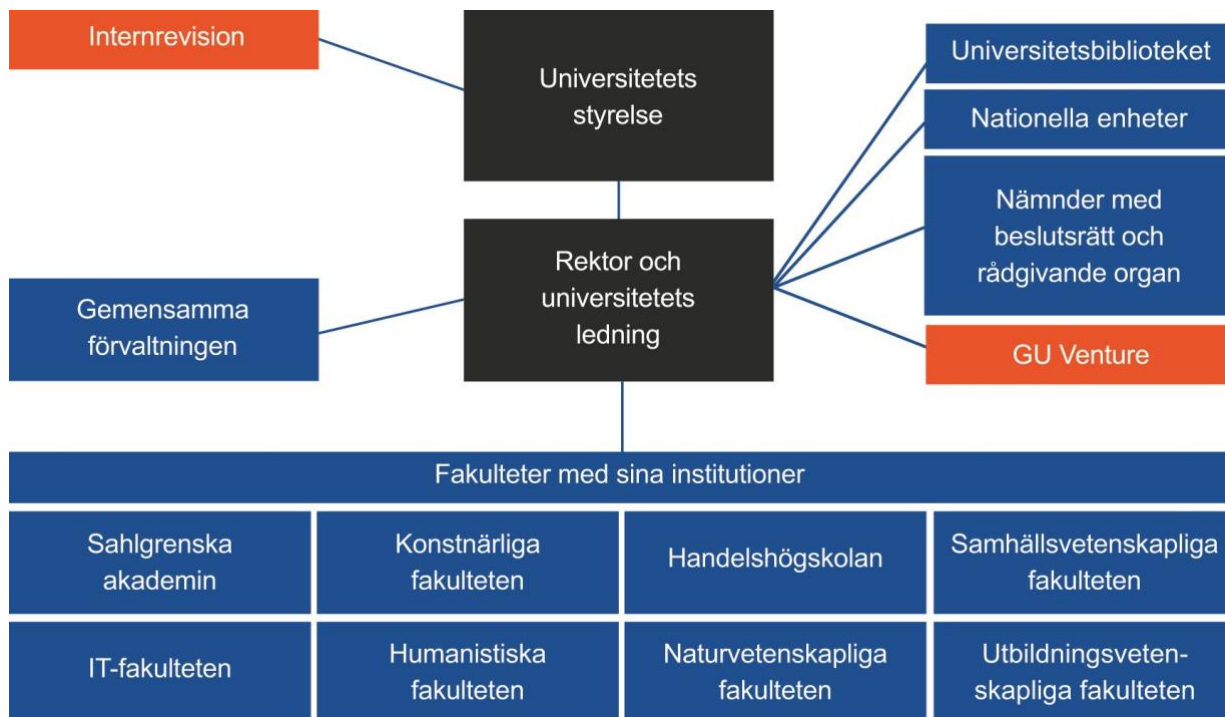 Internrevision
Universitets
styrelse
Universitetsbiblioteket
Nationella enheter
Nämnder med
beslutsrätt och
rådgivande organ
Rektor och
universitetets
ledning
Gemensamma
förvaltningen
GU Venture
Fakulteter med sina institutioner
Sahlgrenska
akademin
Konstnärliga
fakulteten
Handelshögskolan
Samhällsvetenskapliga
fakulteten
IT-fakulteten
Humanistiska
fakulteten
Naturvetenskapliga
fakulteten
Utbildningsveten-
skapliga fakulteten